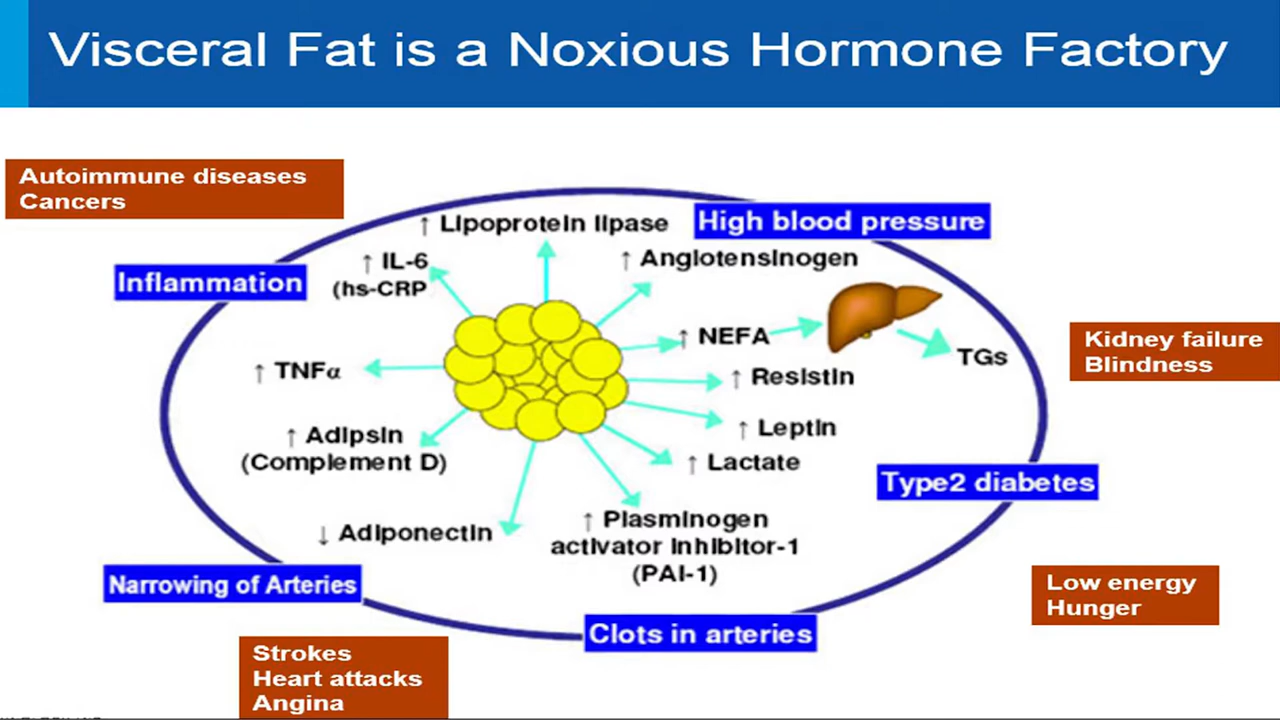 Visceral Fat is a Noxious Hormone Factory
Autoimmune diseases
Cancers
↑ Lipoprotein lipase
High blood pressure
↑ IL-6
(hs-CRP
↑ Angiotensinogen
Inflammation
↑ NEFA
TGs
Kidney failure
Blindness
↑ TNFα
↑ Resistin
↑ Adipsin
(Complement D)
↑ Leptin
↑ Lactate
Type2 diabetes
↓ Adiponectin
↑ Plasminogen
activator inhibitor-1
(PAI-1)
Narrowing of Arteries
Low energy
Hunger
Clots in arteries
Strokes
Heart attacks
Angina